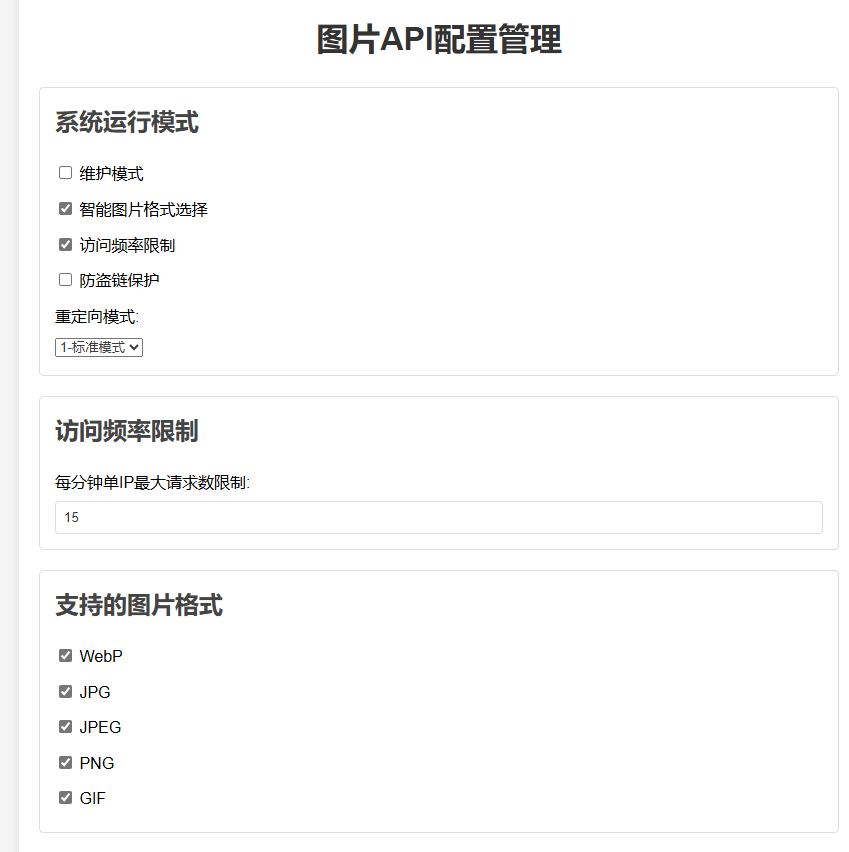 图片API配置管理
系统运行模式
维护模式
智能图片格式选择
访问频率限制
防盗链保护
重定向模式:
1-标准模式
访问频率限制
每分钟单IP最大请求数限制:
15
支持的图片格式
WebP
JPG
JPEG
PNG
GIF